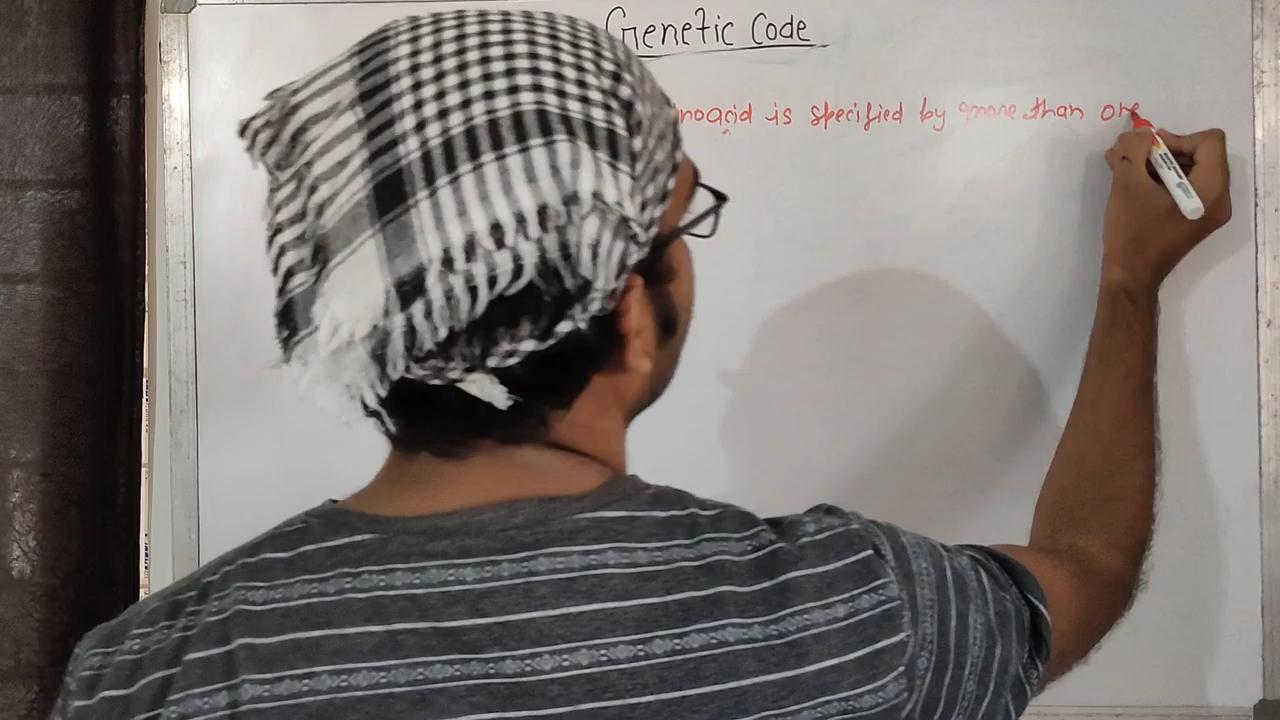 Genetic Code
noacid is specified by more than one